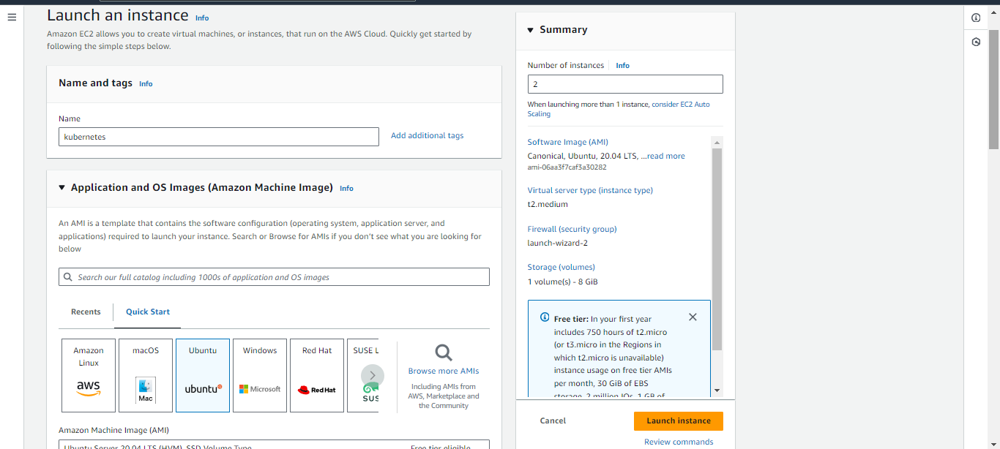 Launch an instance Info
Amazon EC2 allows you to create virtual machines, or instances, that run on the AWS Cloud. Quickly get started by
following the simple steps below.
Name and tags Info
Name
kubernetes
Add additional tags
Application and OS Images (Amazon Machine Image) Info
An AMI is a template that contains the software configuration (operating system, application server, and
applications) required to launch your instance. Search or Browse for AMIs if you don't see what you are looking for
below
Search our full catalog including 1000s of application and OS images
Recents
Quick Start
Amazon
Linux
aws
macOS
Mac
Ubuntu
ubuntu
Windows
Microsoft
Red Hat
Red Hat
SUSE L
SUS
Browse more AMIs
Including AMIs from
AWS, Marketplace and
the Community
Amazon Machine Image (AMI)
Ubuntu Server 20.04 LTS (HVM), SSD Volume Type
Free tier eligible
Summary
Number of instances Info
2
When launching more than 1 instance, consider EC2 Auto
Scaling
Software Image (AMI)
Canonical, Ubuntu, 20.04 LTS, ...read more
ami-06aa3f7caf3a30282
Virtual server type (instance type)
t2.medium
Firewall (security group)
launch-wizard-2
Storage (volumes)
1 volume(s) - 8 GiB
Free tier: In your first year
includes 750 hours of t2.micro
(or t3.micro in the Regions in
which t2.micro is unavailable)
instance usage on free tier AMIs
per month, 30 GiB of EBS
storage, 2 million IOs, 1 GB of
Cancel
Launch instance
Review commands